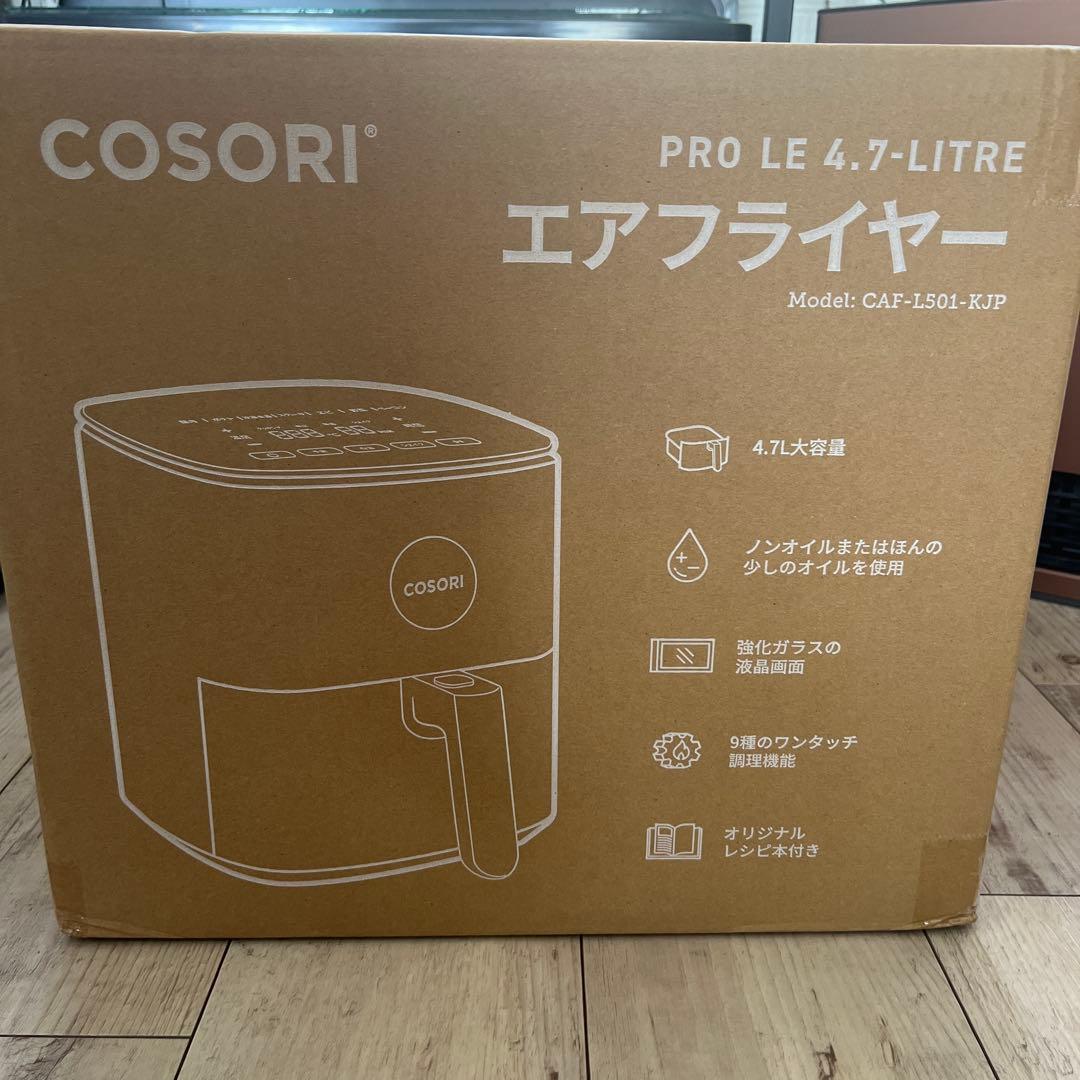 COSORI®
PRO LE 4.7-LITRE
エアフライヤー
Model: CAF-L501-KJP
COSORI
4.7L大容量
ノンオイルまたはほんの
少しのオイルを使用
強化ガラスの
液晶画面
9種のワンタッチ
調理機能
オリジナル
レシピ本付き